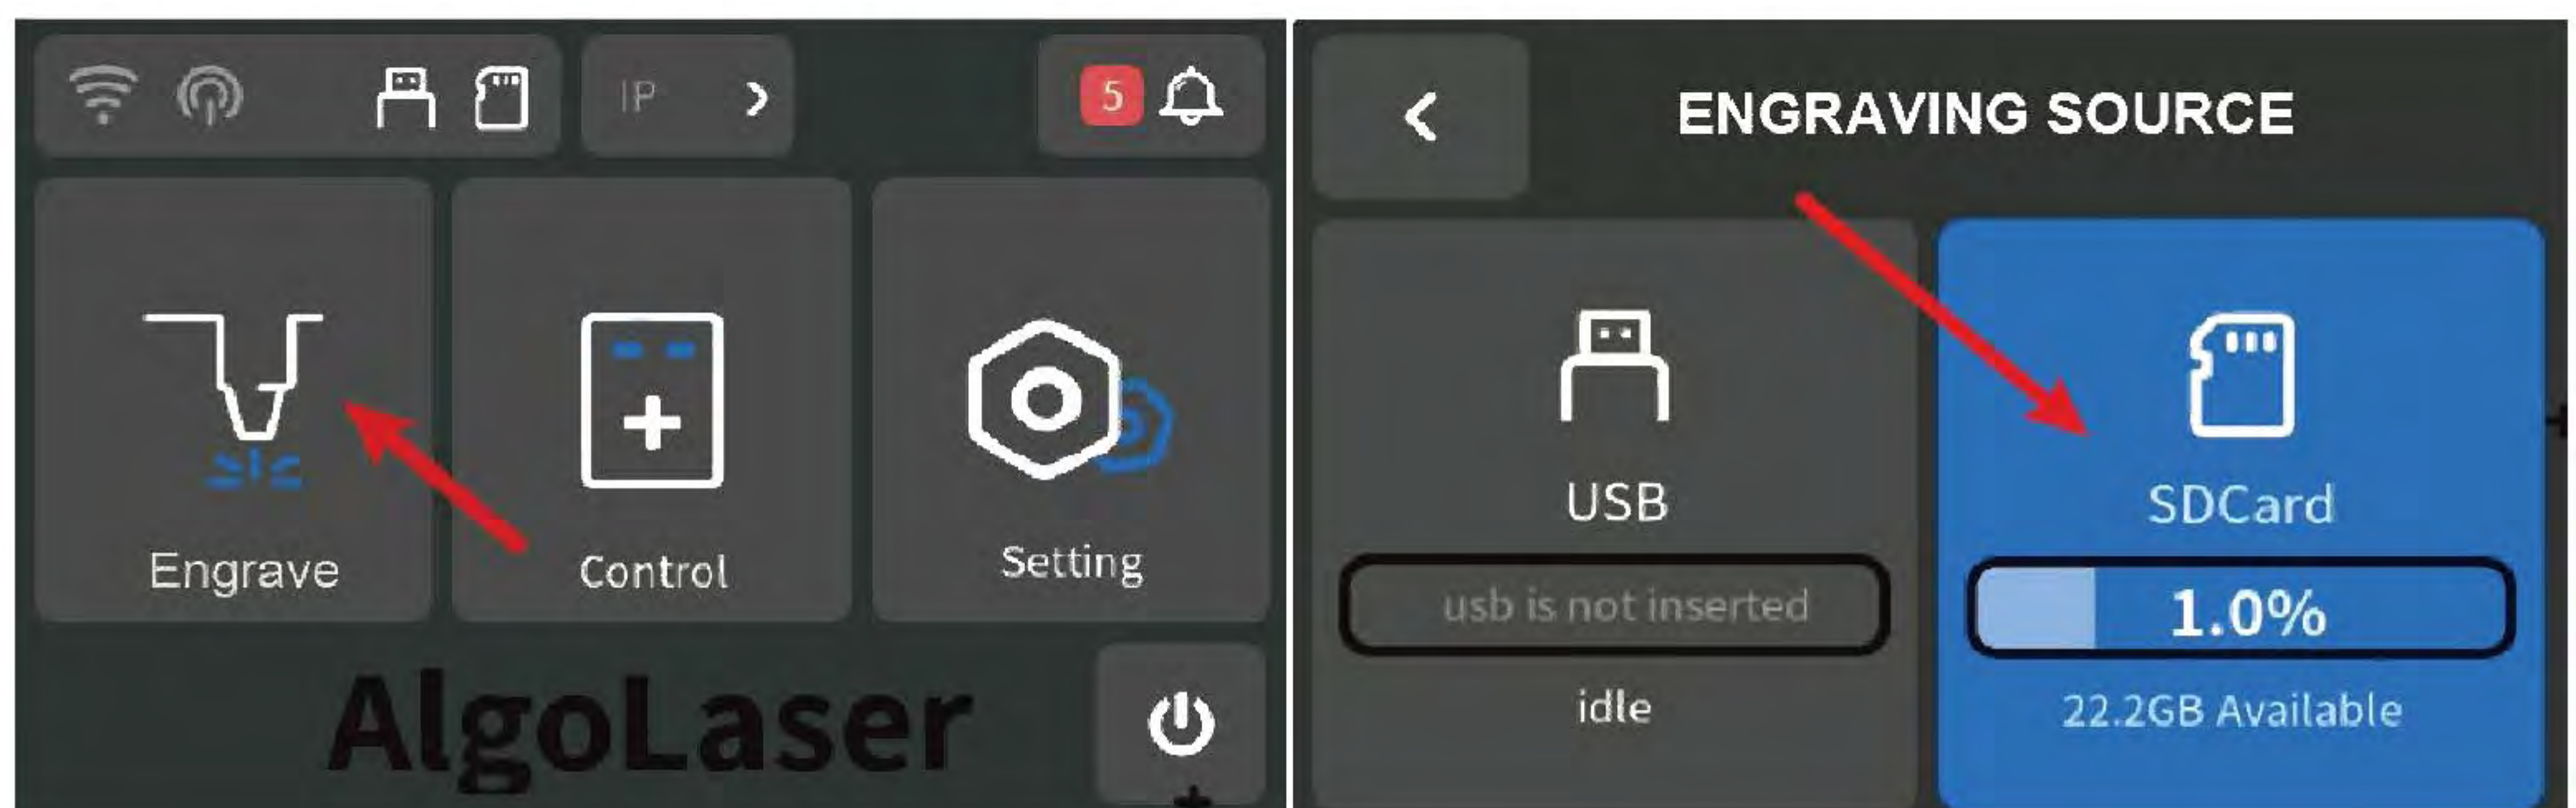 IP
5
Engrave
Control
Setting
AlgoLaser
ENGRAVING SOURCE
USB
usb is not inserted
idle
SDCard
1.0%
22.2GB Available